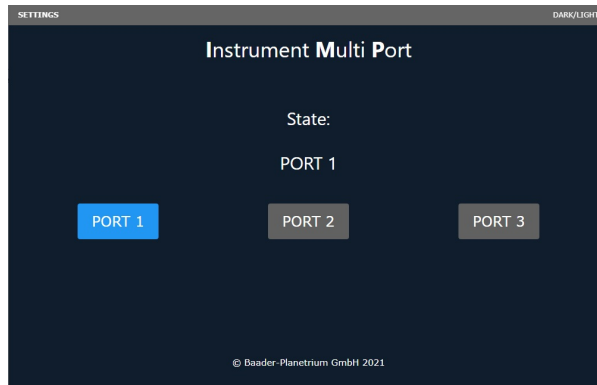 SETTINGS DARK/LIGHT
Instrument Multi Port
State:
PORT 1
PORT 1 PORT 2 PORT 3
© Baader-Planetrium GmbH 2021